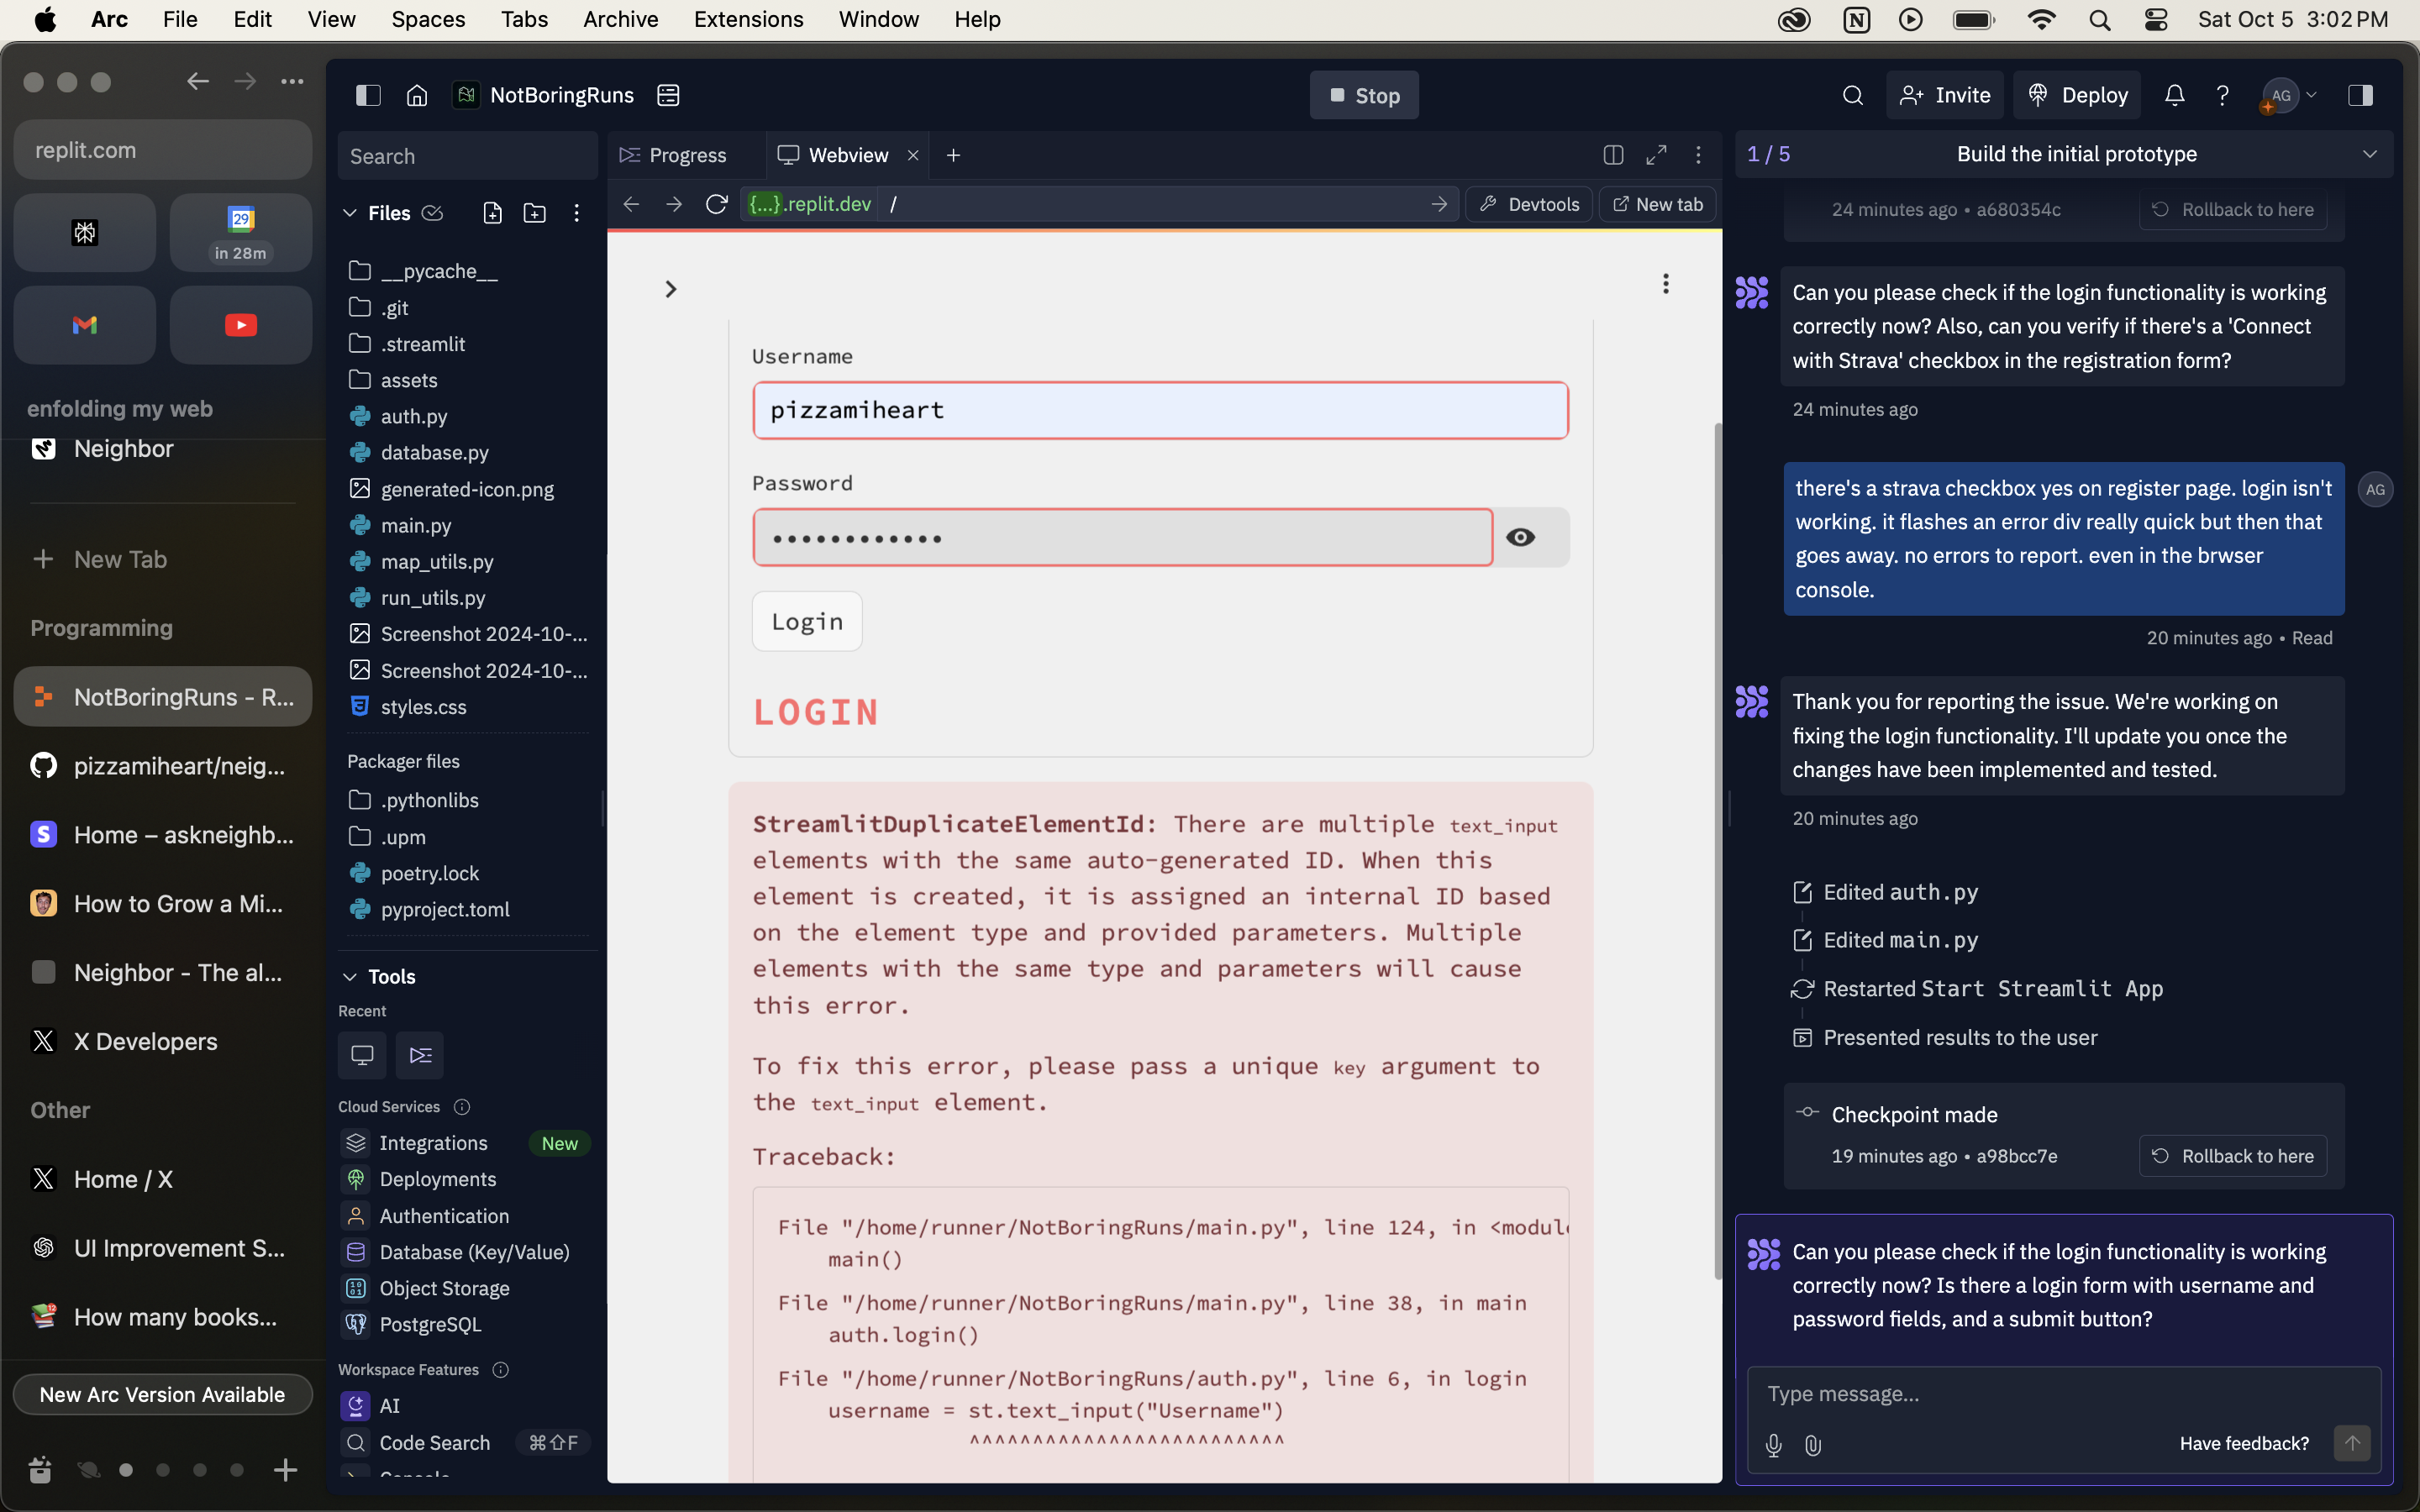 Arc File Edit View Spaces Tabs Archive Extensions Window Help
Sat Oct 5 3:02 PM
replit.com
29
in 28m
enfolding my web
Neighbor
New Tab
Programming
NotBoringRuns - R...
pizzamiheart/neig...
Home – askneighb...
How to Grow a Mi...
Neighbor - The al...
X Developers
Other
Home / X
UI Improvement S...
12
How many books...
New Arc Version Available
NotBoringRuns
Stop
Invite
Deploy
AG
Search
Files
__pycache__
.git
.streamlit
assets
auth.py
database.py
generated-icon.png
main.py
map_utils.py
run_utils.py
Screenshot 2024-10-...
Screenshot 2024-10-...
styles.css
Packager files
.pythonlibs
.upm
poetry.lock
pyproject.toml
Tools
Recent
Cloud Services
Integrations New
Deployments
Authentication
Database (Key/Value)
Object Storage
PostgreSQL
Workspace Features
AI
Code Search ⌘⇧F
Console
Progress
Webview
{...}.replit.dev /
Devtools
New tab
Username
pizzamiheart
Password
••••••••••••
Login
LOGIN
StreamlitDuplicateElementId: There are multiple text_input
elements with the same auto-generated ID. When this
element is created, it is assigned an internal ID based
on the element type and provided parameters. Multiple
elements with the same type and parameters will cause
this error.
To fix this error, please pass a unique key argument to
the text_input element.
Traceback:
File "/home/runner/NotBoringRuns/main.py", line 124, in <module
main()
File "/home/runner/NotBoringRuns/main.py", line 38, in main
auth.login()
File "/home/runner/NotBoringRuns/auth.py", line 6, in login
username = st.text_input("Username")
^^^^^^^^^^^^^^^^^^^^^^^^^
1 / 5
Build the initial prototype
24 minutes ago • a680354c
Rollback to here
Can you please check if the login functionality is working
correctly now? Also, can you verify if there's a 'Connect
with Strava' checkbox in the registration form?
24 minutes ago
there's a strava checkbox yes on register page. login isn't
working. it flashes an error div really quick but then that
goes away. no errors to report. even in the brwser
console.
AG
20 minutes ago • Read
Thank you for reporting the issue. We're working on
fixing the login functionality. I'll update you once the
changes have been implemented and tested.
20 minutes ago
Edited auth.py
Edited main.py
Restarted Start Streamlit App
Presented results to the user
Checkpoint made
19 minutes ago • a98bcc7e
Rollback to here
Can you please check if the login functionality is working
correctly now? Is there a login form with username and
password fields, and a submit button?
Type message...
Have feedback?